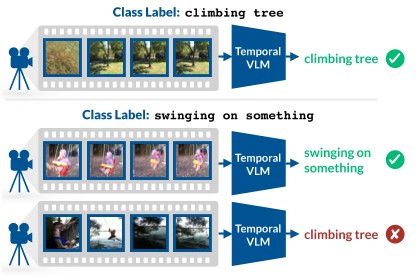 Class Label: climbing tree
Temporal
VLM
climbing tree
Class Label: swinging on something
Temporal
VLM
swinging on
something
Temporal
VLM
climbing tree